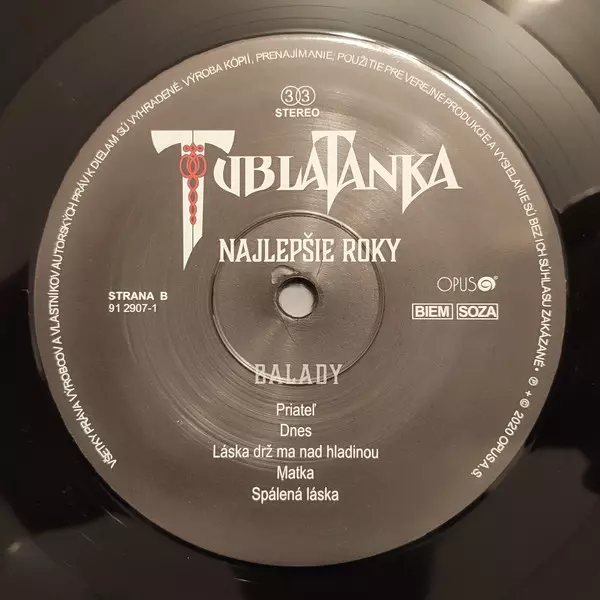 VŠETKY PRÁVA VÝROBCOV A VLASTNÍKOV AUTORSKÝCH PRÁV K DIELAM SÚ VYHRADENÉ. VÝROBA KÓPIÍ, PRENAJÍMANIE, POUŽITIE PRE VEREJNÉ PRODUKCIE A VYSIELANIE SÚ BEZ ICH SÚHLASU ZAKÁZANÉ • ℗ + © 2020 OPUS A.S.
33
STEREO
TUBLATANKA
NAJLEPŠIE ROKY
STRANA B
91 2907-1
OPUS
BIEM SOZA
BALADY
Priateľ
Dnes
Láska drž ma nad hladinou
Matka
Spálená láska